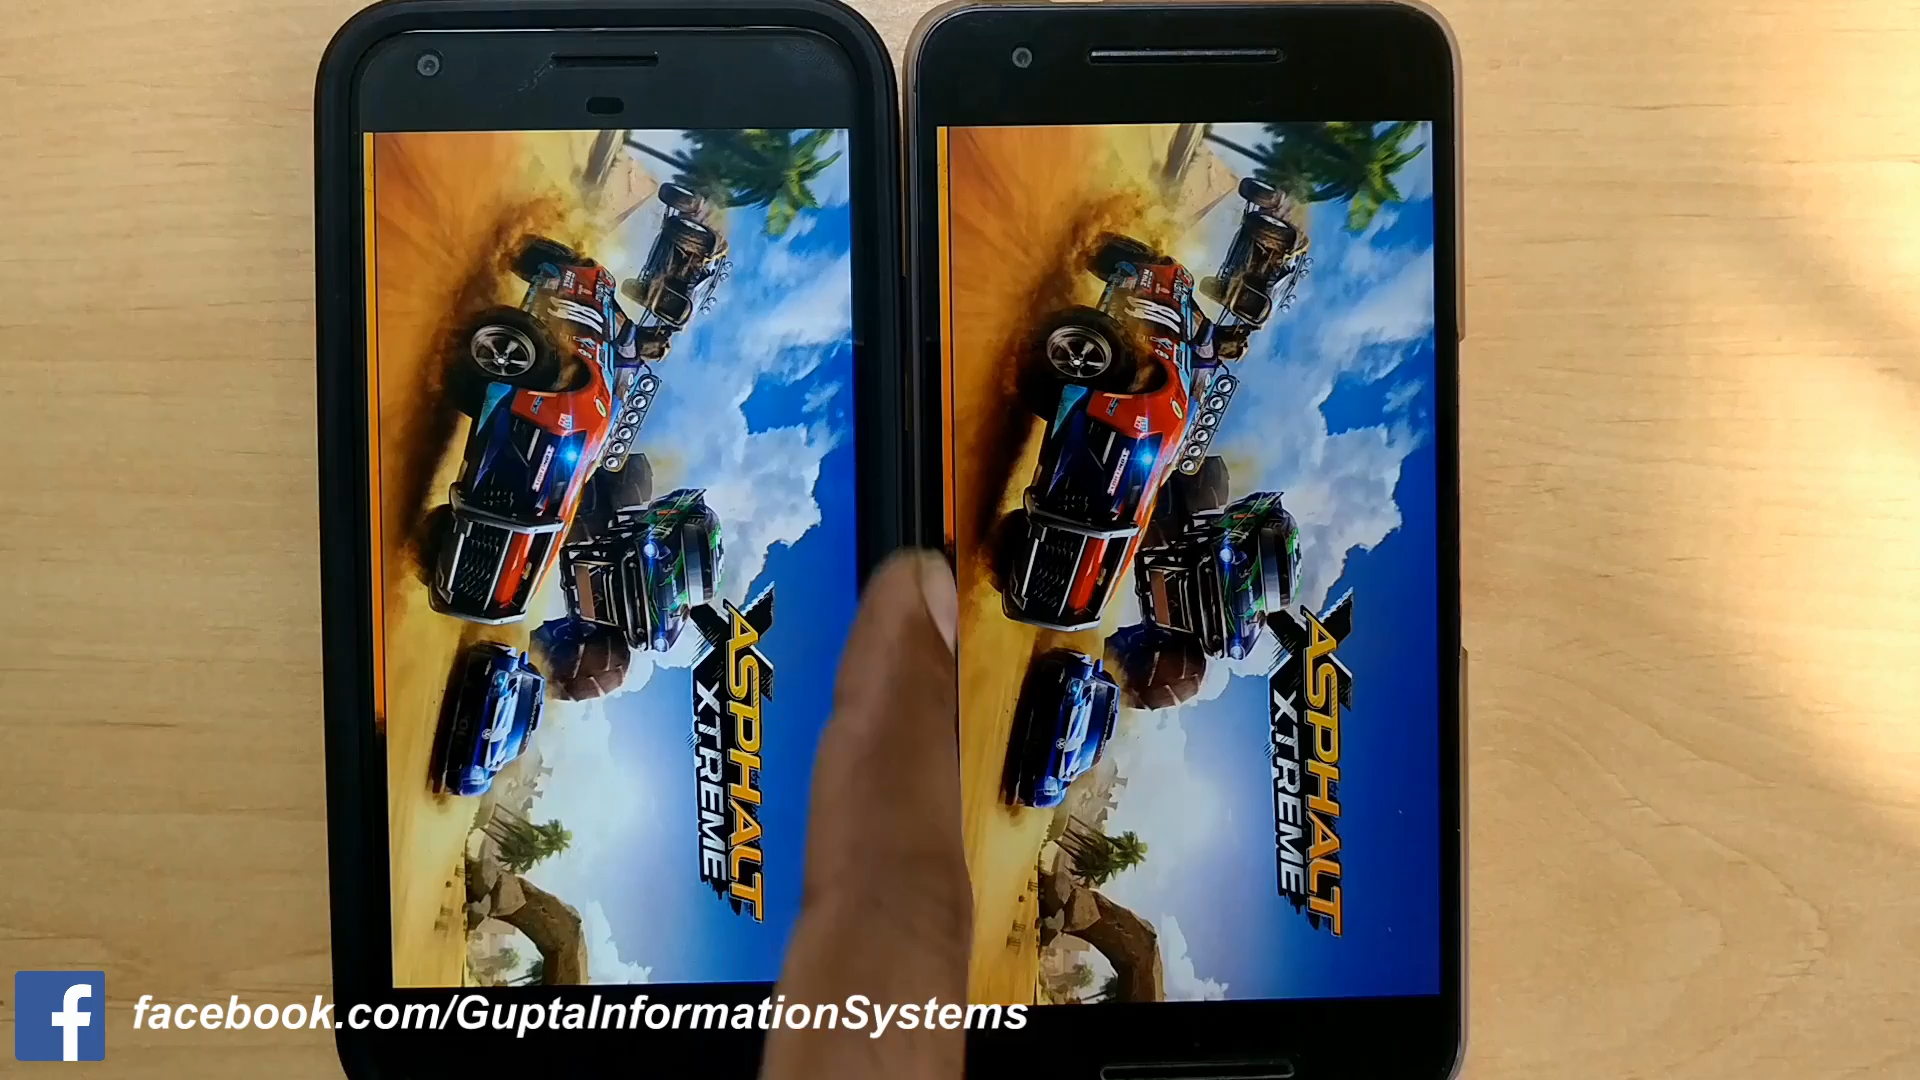 ASPHALT
XTREME
ASPHALT
XTREME
facebook.com/GuptaInformationSystems